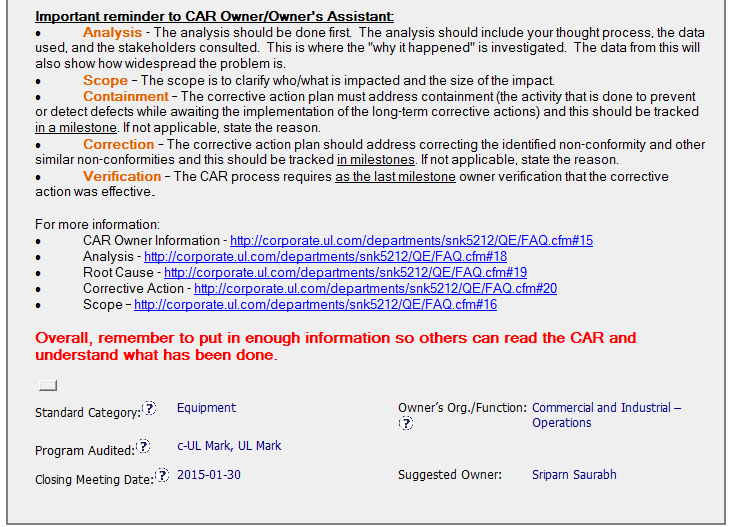 Important reminder to CAR Owner/Owner's Assistant:
• Analysis - The analysis should be done first. The analysis should include your thought process, the data
used, and the stakeholders consulted. This is where the "why it happened" is investigated. The data from this will
also show how widespread the problem is.
• Scope – The scope is to clarify who/what is impacted and the size of the impact.
• Containment – The corrective action plan must address containment (the activity that is done to prevent
or detect defects while awaiting the implementation of the long-term corrective actions) and this should be tracked
in a milestone. If not applicable, state the reason.
• Correction – The corrective action plan should address correcting the identified non-conformity and other
similar non-conformities and this should be tracked in milestones. If not applicable, state the reason.
• Verification – The CAR process requires as the last milestone owner verification that the corrective
action was effective.
For more information:
• CAR Owner Information - http://corporate.ul.com/departments/snk5212/QE/FAQ.cfm#15
• Analysis - http://corporate.ul.com/departments/snk5212/QE/FAQ.cfm#18
• Root Cause - http://corporate.ul.com/departments/snk5212/QE/FAQ.cfm#19
• Corrective Action - http://corporate.ul.com/departments/snk5212/QE/FAQ.cfm#20
• Scope – http://corporate.ul.com/departments/snk5212/QE/FAQ.cfm#16
Overall, remember to put in enough information so others can read the CAR and
understand what has been done.
Standard Category: ? Equipment Owner's Org./Function: Commercial and Industrial –
? Operations
Program Audited: ? c-UL Mark, UL Mark
Closing Meeting Date: ? 2015-01-30 Suggested Owner: Sriparn Saurabh